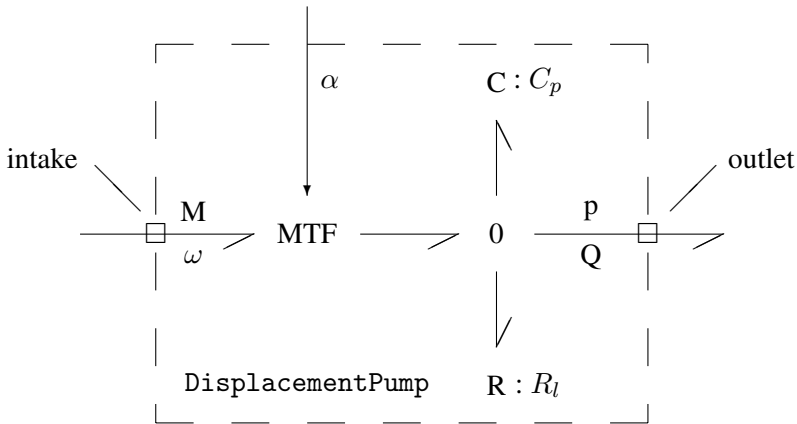 α
C : C_p
intake
outlet
M
p
MTF
0
ω
Q
DisplacementPump
R : R_l